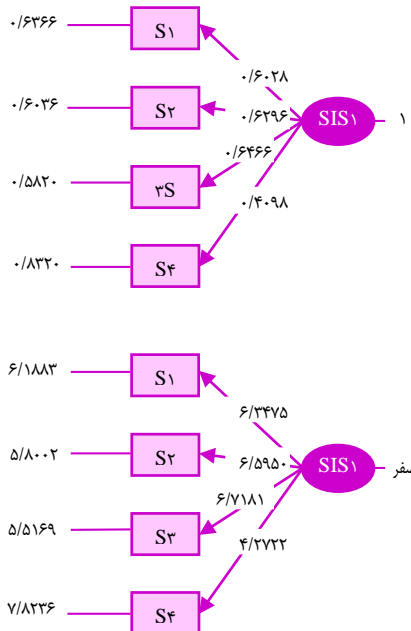 ۰/۶۳۶۶ S۱ ۰/۶۰۲۸
۰/۶۰۳۶ S۲ ۰/۶۲۹۶ SIS۱ ۱
۰/۶۴۶۶
۰/۵۸۲۰ ۳S
۰/۴۰۹۸
۰/۸۳۲۰ S۴
۶/۱۸۸۳ S۱
۶/۳۴۷۵
۵/۸۰۰۲ S۲ ۶/۵۹۵۰ SIS۱ صفر
۶/۷۱۸۱
۵/۵۱۶۹ S۳
۴/۲۷۲۲
۷/۸۲۳۶ S۴